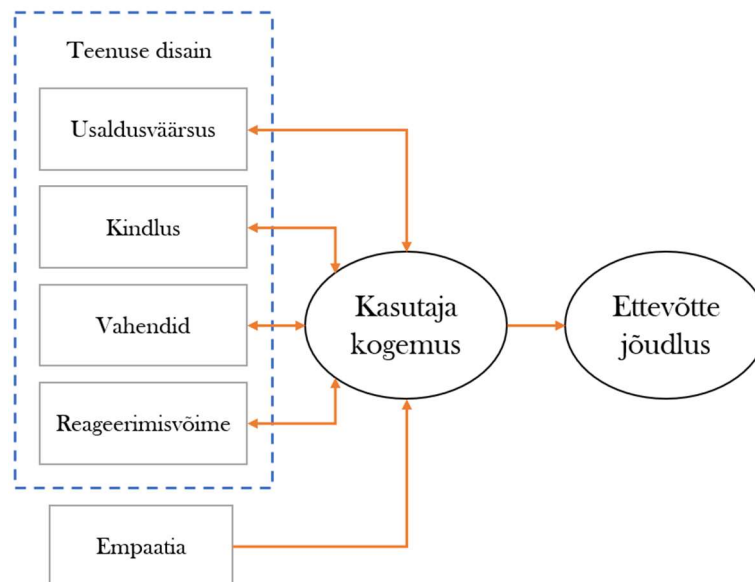 Teenuse disain
Usaldusväärsus
Kindlus
Vahendid
Reageerimisvõime
Empaatia
Kasutaja
kogemus
Ettevõtte
jõudlus